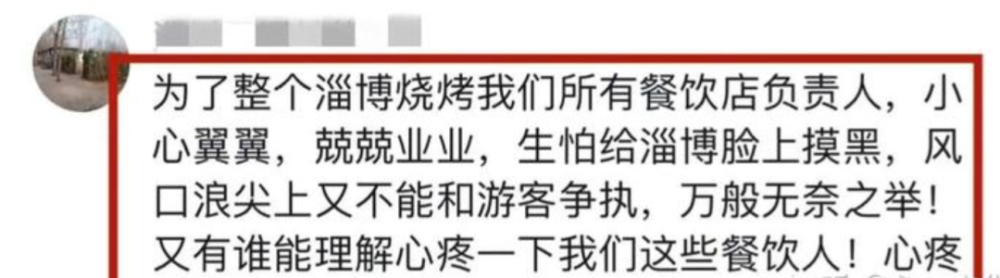 为了整个淄博烧烤我们所有餐饮店负责人，小
心翼翼，兢兢业业，生怕给淄博脸上摸黑，风
口浪尖上又不能和游客争执，万般无奈之举！
又有谁能理解心疼一下我们这些餐饮人！心疼